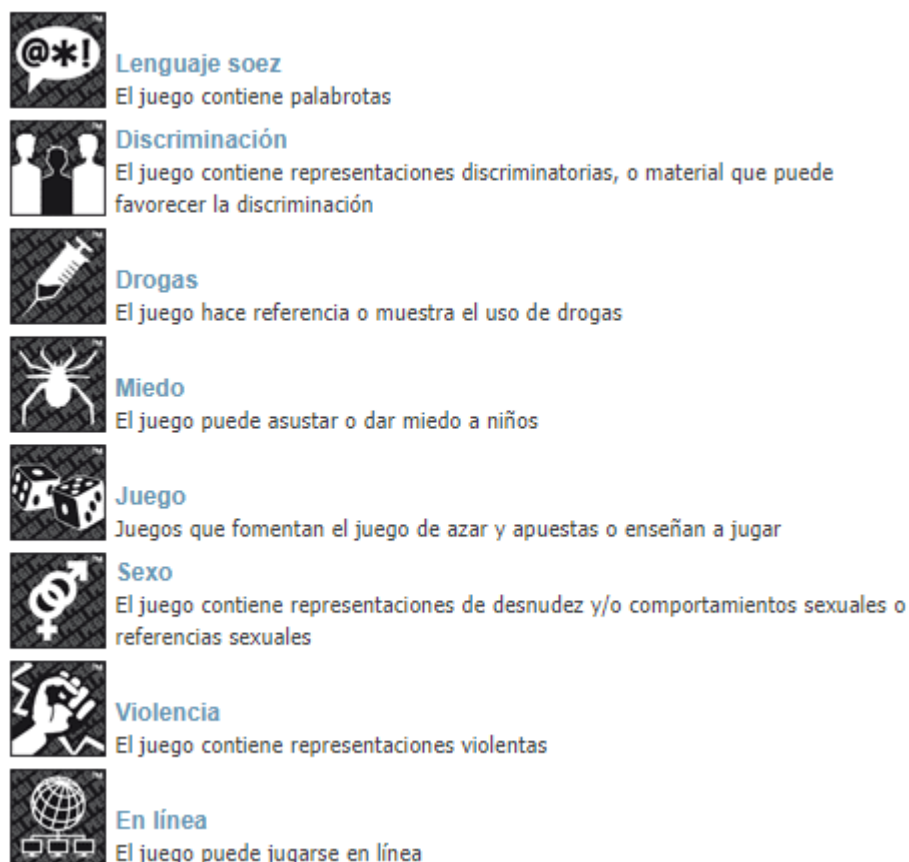 @*!
Lenguaje soez
El juego contiene palabrotas
Discriminación
El juego contiene representaciones discriminatorias, o material que puede
favorecer la discriminación
Drogas
El juego hace referencia o muestra el uso de drogas
Miedo
El juego puede asustar o dar miedo a niños
Juego
Juegos que fomentan el juego de azar y apuestas o enseñan a jugar
Sexo
El juego contiene representaciones de desnudez y/o comportamientos sexuales o
referencias sexuales
Violencia
El juego contiene representaciones violentas
En línea
El juego puede jugarse en línea